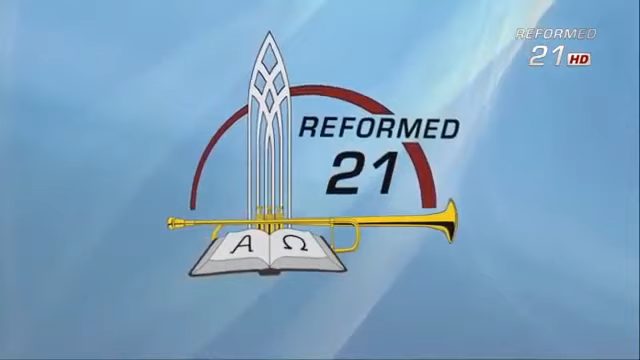 REFORMED
21 HD
REFORMED
21
Α Ω